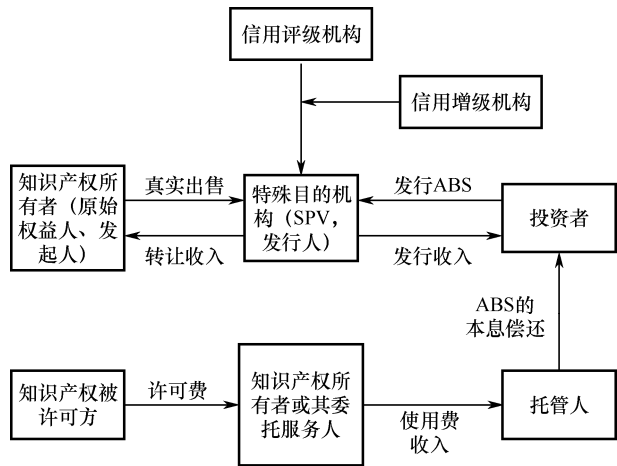 信用评级机构
信用增级机构
知识产权所
有者（原始
权益人、发
起人）
真实出售
转让收入
特殊目的机
构（SPV，
发行人）
发行ABS
发行收入
投资者
ABS的
本息偿还
知识产权被
许可方
许可费
知识产权所
有者或其委
托服务人
使用费
收入
托管人